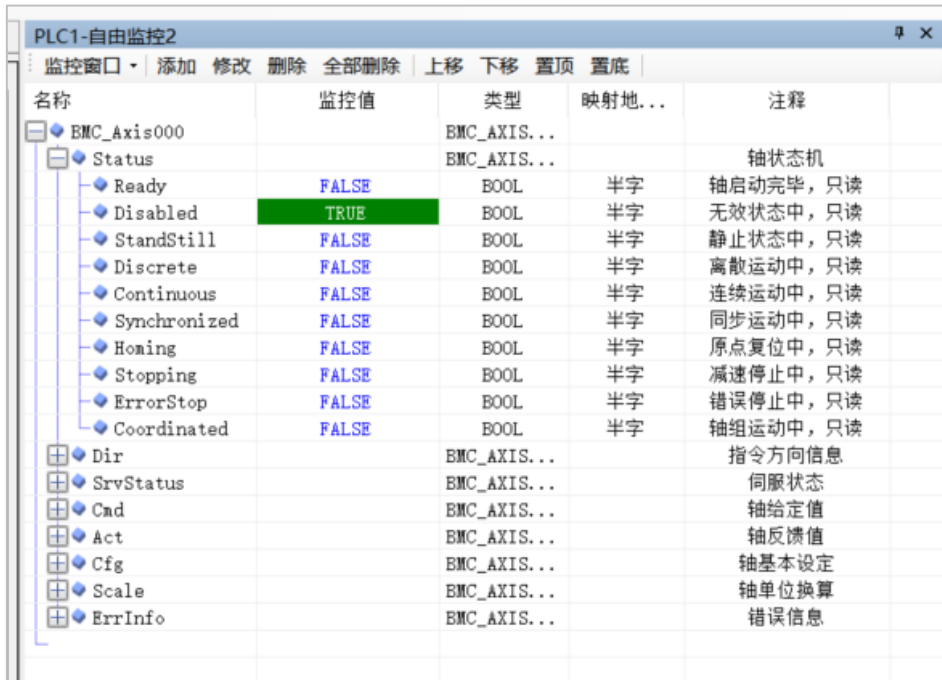 PLC1-自由监控2
监控窗口 添加 修改 删除 全部删除 上移 下移 置顶 置底
名称 监控值 类型 映射地... 注释
BMC_Axis000 BMC_AXIS...
Status BMC_AXIS... 轴状态机
Ready FALSE BOOL 半字 轴启动完毕，只读
Disabled TRUE BOOL 半字 无效状态中，只读
StandStill FALSE BOOL 半字 静止状态中，只读
Discrete FALSE BOOL 半字 离散运动中，只读
Continuous FALSE BOOL 半字 连续运动中，只读
Synchronized FALSE BOOL 半字 同步运动中，只读
Homing FALSE BOOL 半字 原点复位中，只读
Stopping FALSE BOOL 半字 减速停止中，只读
ErrorStop FALSE BOOL 半字 错误停止中，只读
Coordinated FALSE BOOL 半字 轴组运动中，只读
Dir BMC_AXIS... 指令方向信息
SrvStatus BMC_AXIS... 伺服状态
Cmd BMC_AXIS... 轴给定值
Act BMC_AXIS... 轴反馈值
Cfg BMC_AXIS... 轴基本设定
Scale BMC_AXIS... 轴单位换算
ErrInfo BMC_AXIS... 错误信息